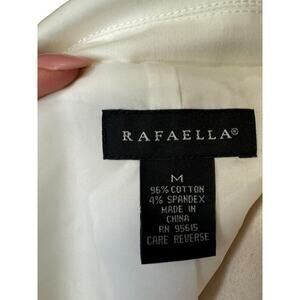 RAFAELLA®
M
96% COTTON
4% SPANDEX
MADE IN
CHINA
RN 95615
CARE REVERSE